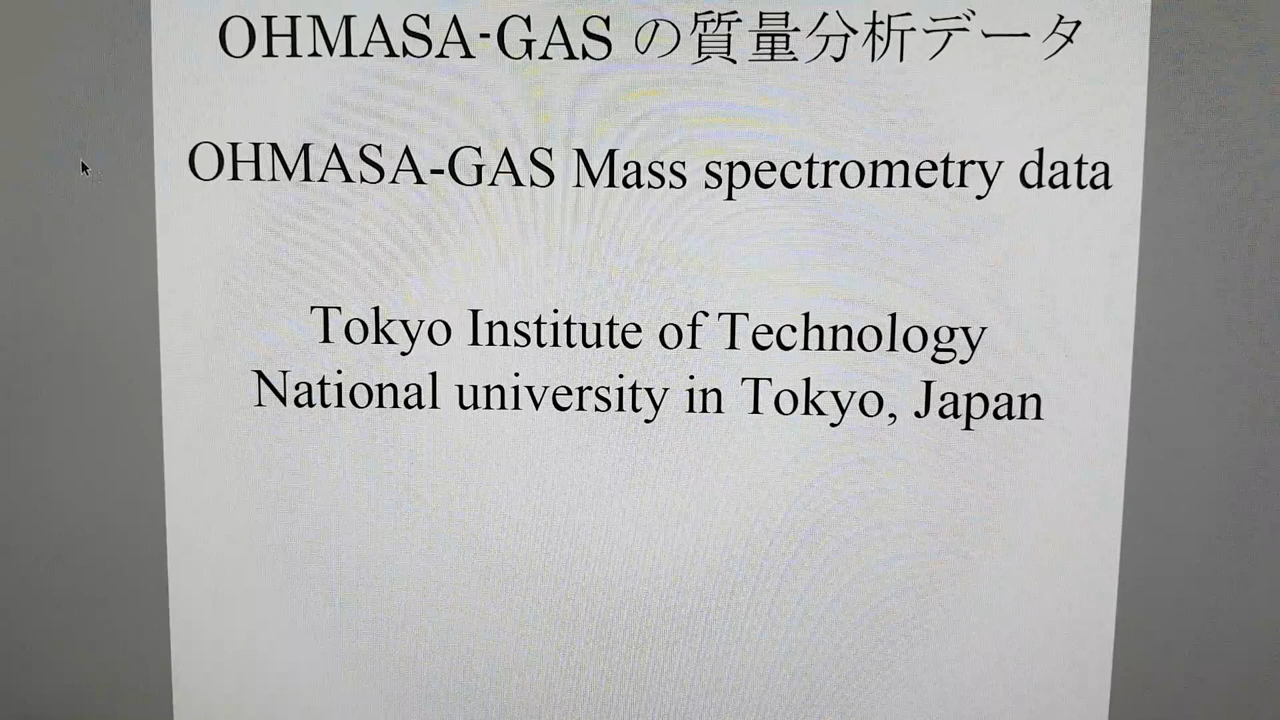 OHMASA-GAS の質量分析データ
OHMASA-GAS Mass spectrometry data
Tokyo Institute of Technology
National university in Tokyo, Japan